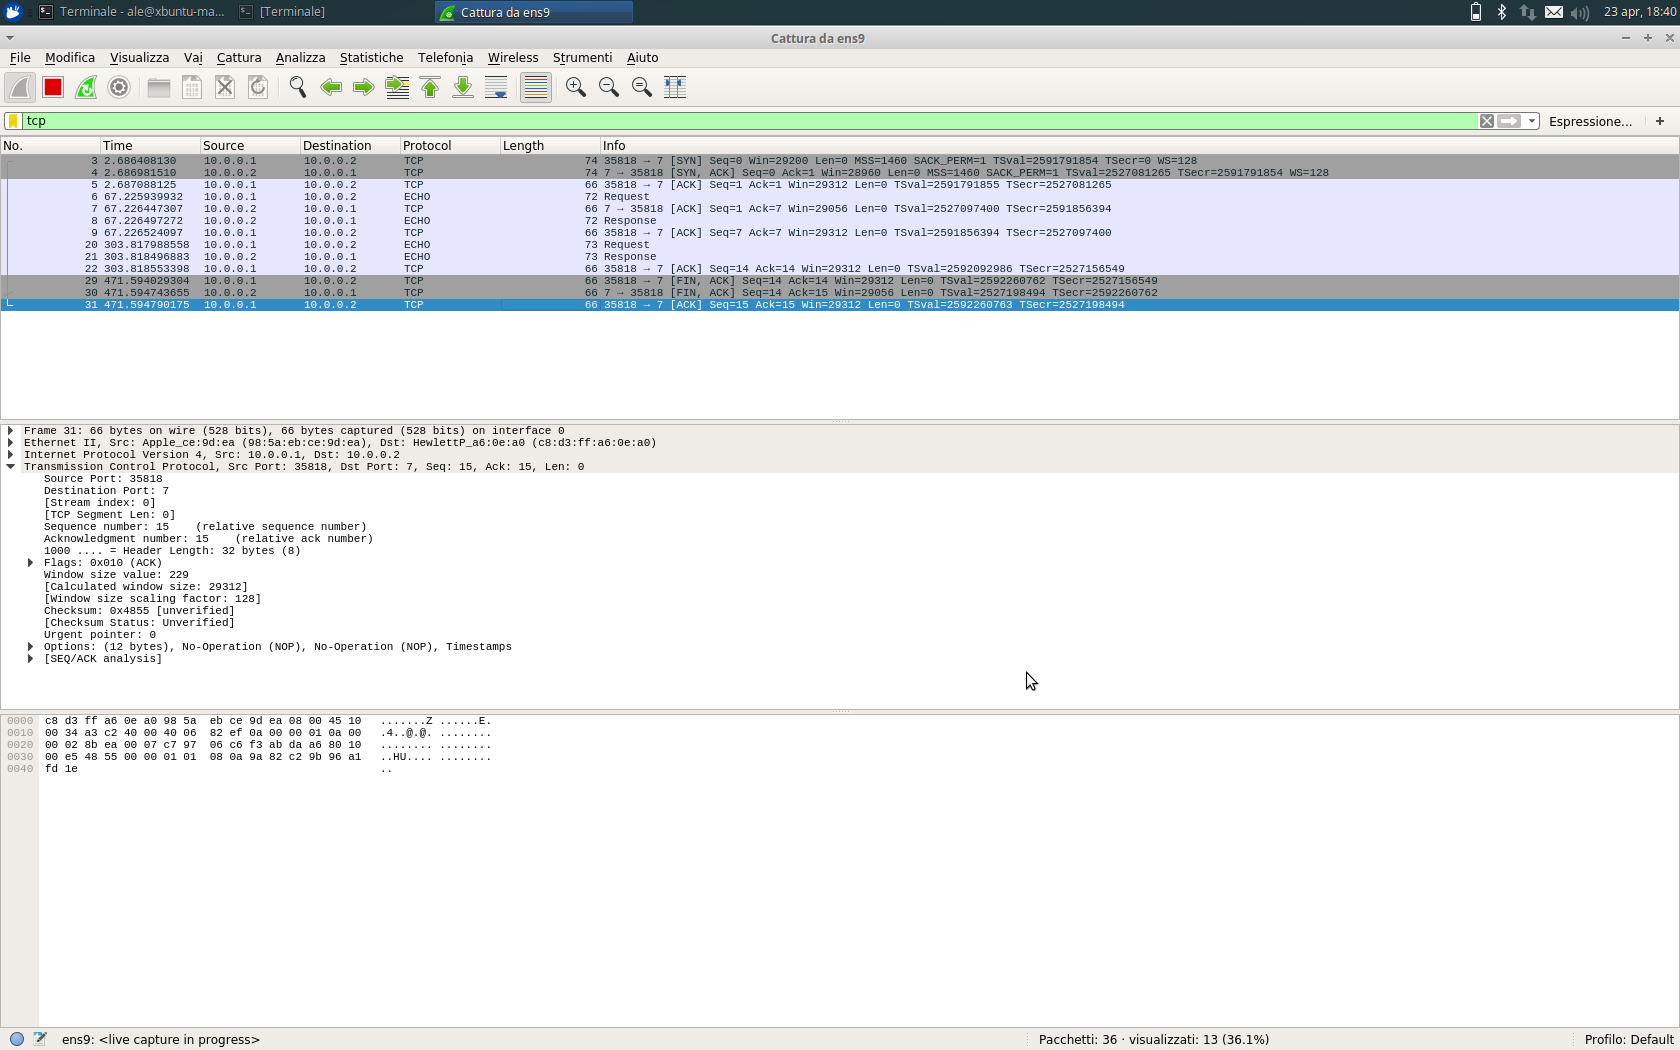 Terminale - ale@xbuntu-ma... [Terminale] Cattura da ens9 23 apr, 18:40
Cattura da ens9
File Modifica Visualizza Vai Cattura Analizza Statistiche Telefonia Wireless Strumenti Aiuto
tcp Espressione... +
No. Time Source Destination Protocol Length Info
3 2.686408130 10.0.0.1 10.0.0.2 TCP 74 35818 → 7 [SYN] Seq=0 Win=29200 Len=0 MSS=1460 SACK_PERM=1 TSval=2591791854 TSecr=0 WS=128
4 2.686981510 10.0.0.2 10.0.0.1 TCP 74 7 → 35818 [SYN, ACK] Seq=0 Ack=1 Win=28960 Len=0 MSS=1460 SACK_PERM=1 TSval=2527081265 TSecr=2591791854 WS=128
5 2.687088125 10.0.0.1 10.0.0.2 TCP 66 35818 → 7 [ACK] Seq=1 Ack=1 Win=29312 Len=0 TSval=2591791855 TSecr=2527081265
6 67.225939932 10.0.0.1 10.0.0.2 ECHO 72 Request
7 67.226447307 10.0.0.2 10.0.0.1 TCP 66 7 → 35818 [ACK] Seq=1 Ack=7 Win=29056 Len=0 TSval=2527097400 TSecr=2591856394
8 67.226497272 10.0.0.2 10.0.0.1 ECHO 72 Response
9 67.226524097 10.0.0.1 10.0.0.2 TCP 66 35818 → 7 [ACK] Seq=7 Ack=7 Win=29312 Len=0 TSval=2591856394 TSecr=2527097400
20 303.817988558 10.0.0.1 10.0.0.2 ECHO 73 Request
21 303.818496883 10.0.0.2 10.0.0.1 ECHO 73 Response
22 303.818553398 10.0.0.1 10.0.0.2 TCP 66 35818 → 7 [ACK] Seq=14 Ack=14 Win=29312 Len=0 TSval=2592092986 TSecr=2527156549
29 471.594029304 10.0.0.1 10.0.0.2 TCP 66 35818 → 7 [FIN, ACK] Seq=14 Ack=14 Win=29312 Len=0 TSval=2592260762 TSecr=2527156549
30 471.594743655 10.0.0.2 10.0.0.1 TCP 66 7 → 35818 [FIN, ACK] Seq=14 Ack=15 Win=29056 Len=0 TSval=2527198494 TSecr=2592260762
31 471.594790175 10.0.0.1 10.0.0.2 TCP 66 35818 → 7 [ACK] Seq=15 Ack=15 Win=29312 Len=0 TSval=2592260763 TSecr=2527198494
Frame 31: 66 bytes on wire (528 bits), 66 bytes captured (528 bits) on interface 0
Ethernet II, Src: Apple_ce:9d:ea (98:5a:eb:ce:9d:ea), Dst: HewlettP_a6:0e:a0 (c8:d3:ff:a6:0e:a0)
Internet Protocol Version 4, Src: 10.0.0.1, Dst: 10.0.0.2
Transmission Control Protocol, Src Port: 35818, Dst Port: 7, Seq: 15, Ack: 15, Len: 0
Source Port: 35818
Destination Port: 7
[Stream index: 0]
[TCP Segment Len: 0]
Sequence number: 15 (relative sequence number)
Acknowledgment number: 15 (relative ack number)
1000 .... = Header Length: 32 bytes (8)
Flags: 0x010 (ACK)
Window size value: 229
[Calculated window size: 29312]
[Window size scaling factor: 128]
Checksum: 0x4855 [unverified]
[Checksum Status: Unverified]
Urgent pointer: 0
Options: (12 bytes), No-Operation (NOP), No-Operation (NOP), Timestamps
[SEQ/ACK analysis]
0000 c8 d3 ff a6 0e a0 98 5a eb ce 9d ea 08 00 45 10 .......Z ......E.
0010 00 34 a3 c2 40 00 40 06 82 ef 0a 00 00 01 0a 00 .4..@.@. ........
0020 00 02 8b ea 00 07 c7 97 06 c6 f3 ab da a6 80 10 ........ ........
0030 00 e5 48 55 00 00 01 01 08 0a 9a 82 c2 9b 96 a1 ..HU.... ........
0040 fd 1e ..
ens9: <live capture in progress> Pacchetti: 36 · visualizzati: 13 (36.1%) Profilo: Default